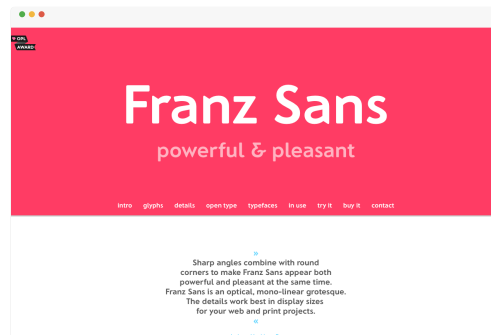 OPL
AWARD
Franz Sans
powerful & pleasant
intro glyphs details open type typefaces in use try it buy it contact
Sharp angles combine with round
corners to make Franz Sans appear both
powerful and pleasant at the same time.
Franz Sans is an optical, mono-linear grotesque.
The details work best in display sizes
for your web and print projects.